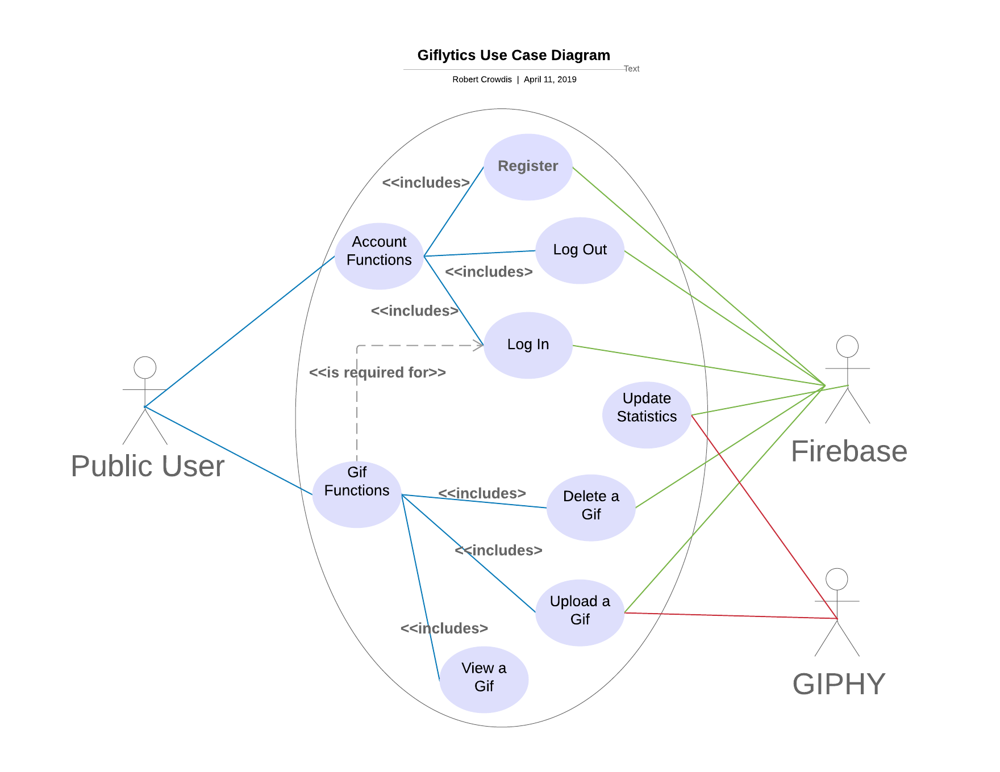 Giflytics Use Case Diagram
Text
Robert Crowdis | April 11, 2019
Register
<<includes>
Account
Functions
Log Out
<<includes>
<<includes>
Log In
<<is required for>>
Update
Statistics
Public User
Firebase
Gif
Functions
<<includes>
Delete a
Gif
<<includes>
Upload a
Gif
<<includes>
View a
Gif
GIPHY